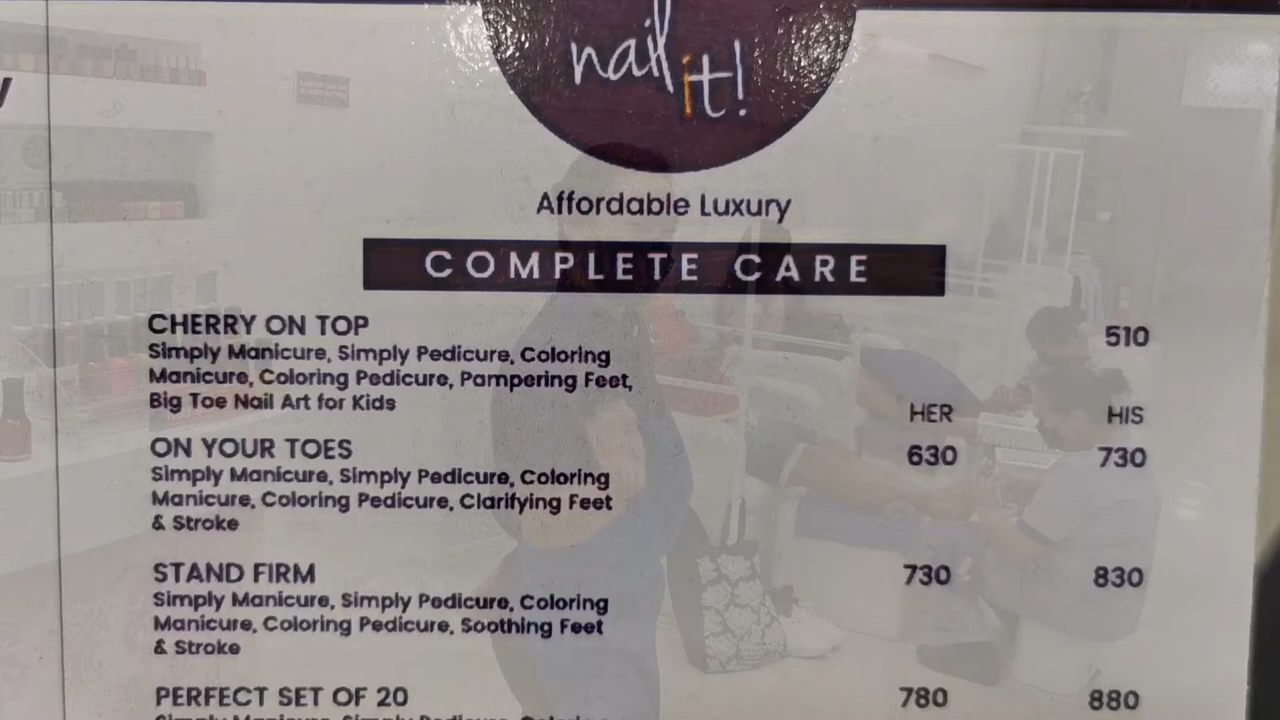 nail it!
Affordable Luxury
COMPLETE CARE
CHERRY ON TOP 510
Simply Manicure, Simply Pedicure, Coloring
Manicure, Coloring Pedicure, Pampering Feet,
Big Toe Nail Art for Kids
HER HIS
ON YOUR TOES 630 730
Simply Manicure, Simply Pedicure, Coloring
Manicure, Coloring Pedicure, Clarifying Feet
& Stroke
STAND FIRM 730 830
Simply Manicure, Simply Pedicure, Coloring
Manicure, Coloring Pedicure, Soothing Feet
& Stroke
PERFECT SET OF 20 780 880